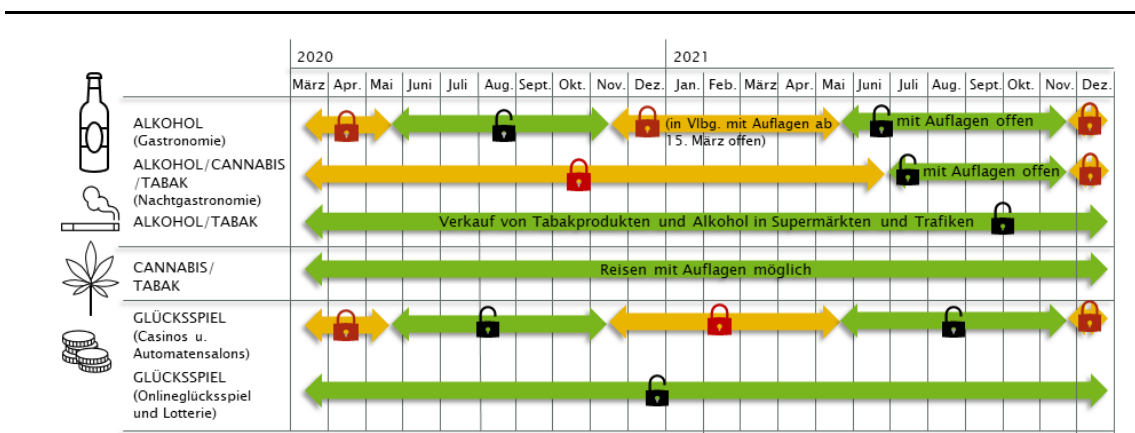 2020 2021
März Apr. Mai Juni Juli Aug. Sept. Okt. Nov. Dez. Jan. Feb. März Apr. Mai Juni Juli Aug. Sept. Okt. Nov. Dez.
ALKOHOL
(Gastronomie)
(in Vlbg. mit Auflagen ab
15. März offen)
mit Auflagen offen
ALKOHOL/CANNABIS
/TABAK
(Nachtgastronomie)
mit Auflagen offen
ALKOHOL/TABAK
Verkauf von Tabakprodukten und Alkohol in Supermärkten und Trafiken
CANNABIS/
TABAK
Reisen mit Auflagen möglich
GLÜCKSSPIEL
(Casinos u.
Automatensalons)
GLÜCKSSPIEL
(Onlineglücksspiel
und Lotterie)